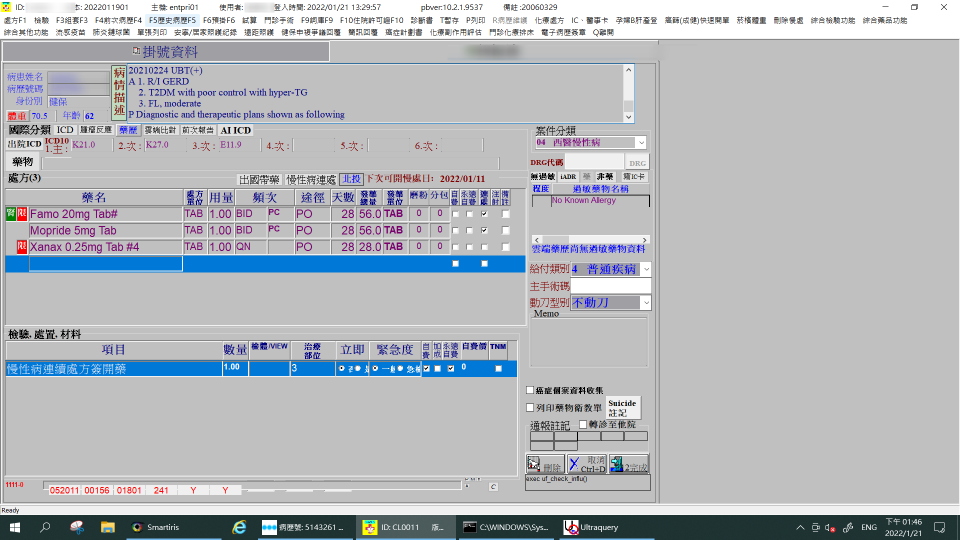 ID:
: 2022011901
主機: entpri01
使用者:
登入時間: 2022/01/21 13:29:57
pbver:10.2.1.9537
備註:20060329
處方F1 檢驗 F3組套F3 F4前次病歷F4 F5歷史病歷F5 F6預掛F6 試算 門診手術 F9詞庫F9 F10住院許可證F10 診斷書 T暫存 P列印 R病歷修護 化療處方 IC、醫事卡 孕婦B肝產登 癌篩(成健)快速開單 菸檔體重 刪除慢處 綜合檢驗功能 綜合藥品功能
綜合其他功能 流感疫苗 肺炎鏈球菌 單張列印 安寧/居家照護紀錄 遠距照護 健保申複爭議回覆 簡訊回覆 癌症計劃書 化療副作用評估 門診化療排床 電子病歷簽章 Q離開
掛號資料
病患姓名
病歷號碼
身份別 健保
體重 70.5 年齡 62
病情描述
20210224 UBT(+)
A 1. R/I GERD
2. T2DM with poor control with hyper-TG
3. FL, moderate
P Diagnostic and therapeutic plans shown as following
國際分類 ICD 腫瘤反應 藥歷 雲端比對 前次報告 AI ICD
出院ICD ICD10 1.主: K21.0 2.次: K27.0 3.次: E11.9 4.次: 5.次: 6.次:
藥物
處方(3) 出國帶藥 慢性病連處 北投 下次可開慢處日: 2022/01/11
藥名 處方單位 用量 頻次 途徑 天數 發藥總量 發藥單位 磨粉 分包 自費 永遠自費 連處 注射 備註
腎 限 Famo 20mg Tab# TAB 1.00 BID PC PO 28 56.0 TAB 0 0
Mopride 5mg Tab TAB 1.00 BID PC PO 28 56.0 TAB 0 0
限 Xanax 0.25mg Tab #4 TAB 1.00 QN PO 28 28.0 TAB 0 0
檢驗, 處置, 材料
項目 數量 檢體/VIEW 治療部位 立即 緊急度 自費 加成 永遠自費 自費價 TNM
慢性病連續處方簽開藥 1.00 3 0
案件分類
04 西醫慢性病
DRG代碼 DRG
無過敏 iADR 藥 非藥 寫IC卡
程度 過敏藥物名稱
No Known Allergy
雲端藥歷尚無過敏藥物資料
給付類別 4 普通疾病
主手術碼
動刀型別 不動刀
Memo
癌症個案資料收集
列印藥物衛教單
Suicide 註記
通報註記 轉診至他院
刪除 取消 Ctrl+D 完成
exec uf_check_influ()
1111-0 052011 00156 01801 241 Y Y C
Ready
Smartiris
病歷號: 5143261 ...
ID: CL0011
C:\WINDOWS\Sys...
Ultraquery
ENG
下午 01:46
2022/1/21